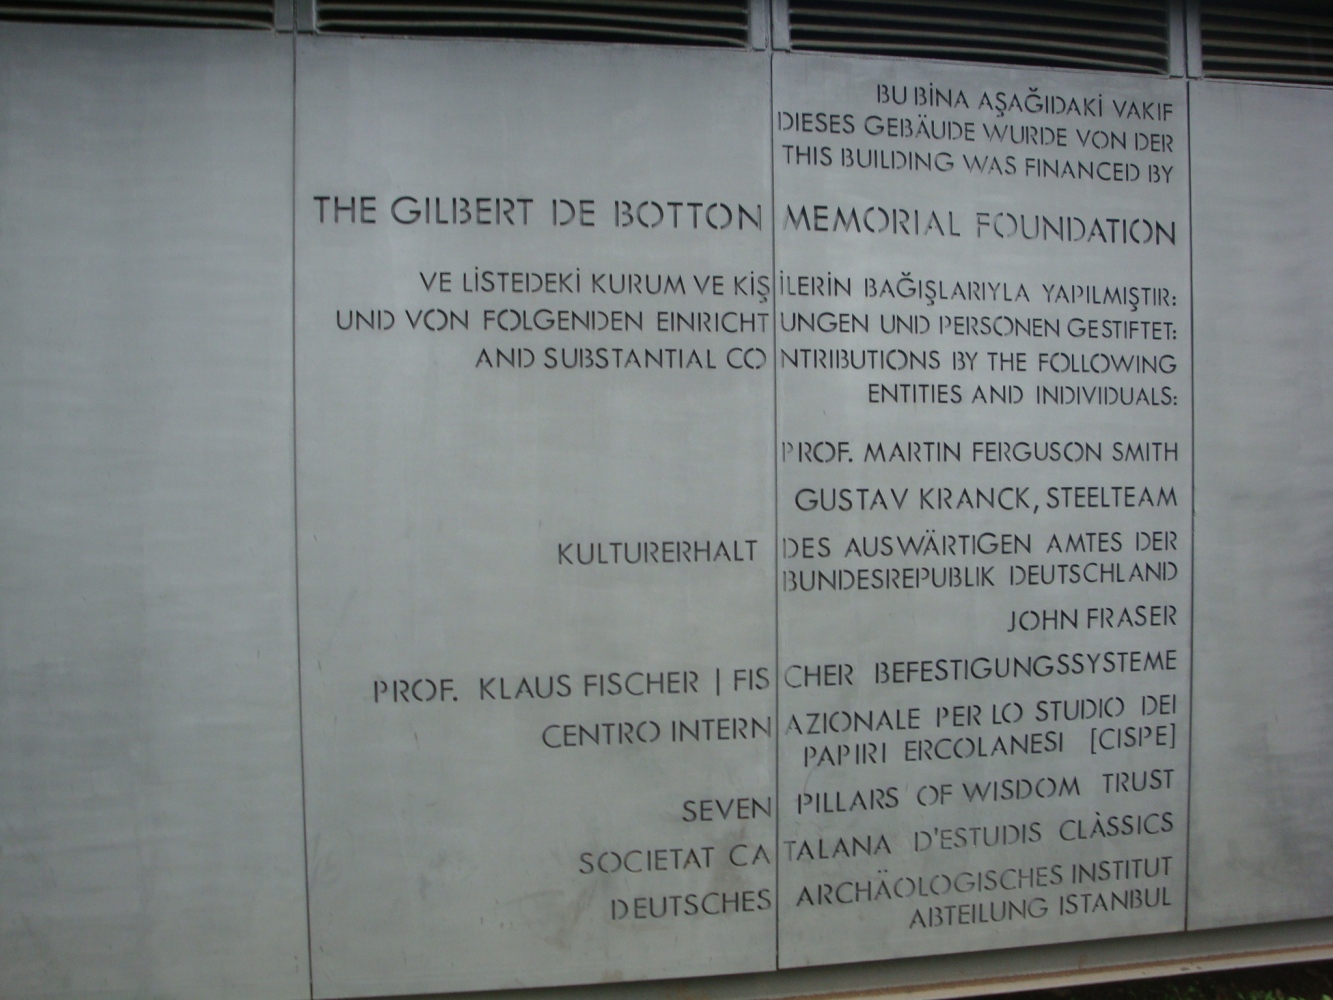 BU BİNA AŞAĞIDAKİ VAKIF
DIESES GEBÄUDE WURDE VON DER
THIS BUILDING WAS FINANCED BY
THE GILBERT DE BOTTON MEMORIAL FOUNDATION
VE LİSTEDEKİ KURUM VE KİŞİLERİN BAĞIŞLARIYLA YAPILMIŞTIR:
UND VON FOLGENDEN EINRICHTUNGEN UND PERSONEN GESTIFTET:
AND SUBSTANTIAL CONTRIBUTIONS BY THE FOLLOWING
ENTITIES AND INDIVIDUALS:
PROF. MARTIN FERGUSON SMITH
GUSTAV KRANCK, STEELTEAM
KULTURERHALT DES AUSWÄRTIGEN AMTES DER
BUNDESREPUBLIK DEUTSCHLAND
JOHN FRASER
PROF. KLAUS FISCHER | FISCHER BEFESTIGUNGSSYSTEME
CENTRO INTERNAZIONALE PER LO STUDIO DEI
PAPIRI ERCOLANESI [CISPE]
SEVEN PILLARS OF WISDOM TRUST
SOCIETAT CATALANA D'ESTUDIS CLÀSSICS
DEUTSCHES ARCHÄOLOGISCHES INSTITUT
ABTEILUNG ISTANBUL